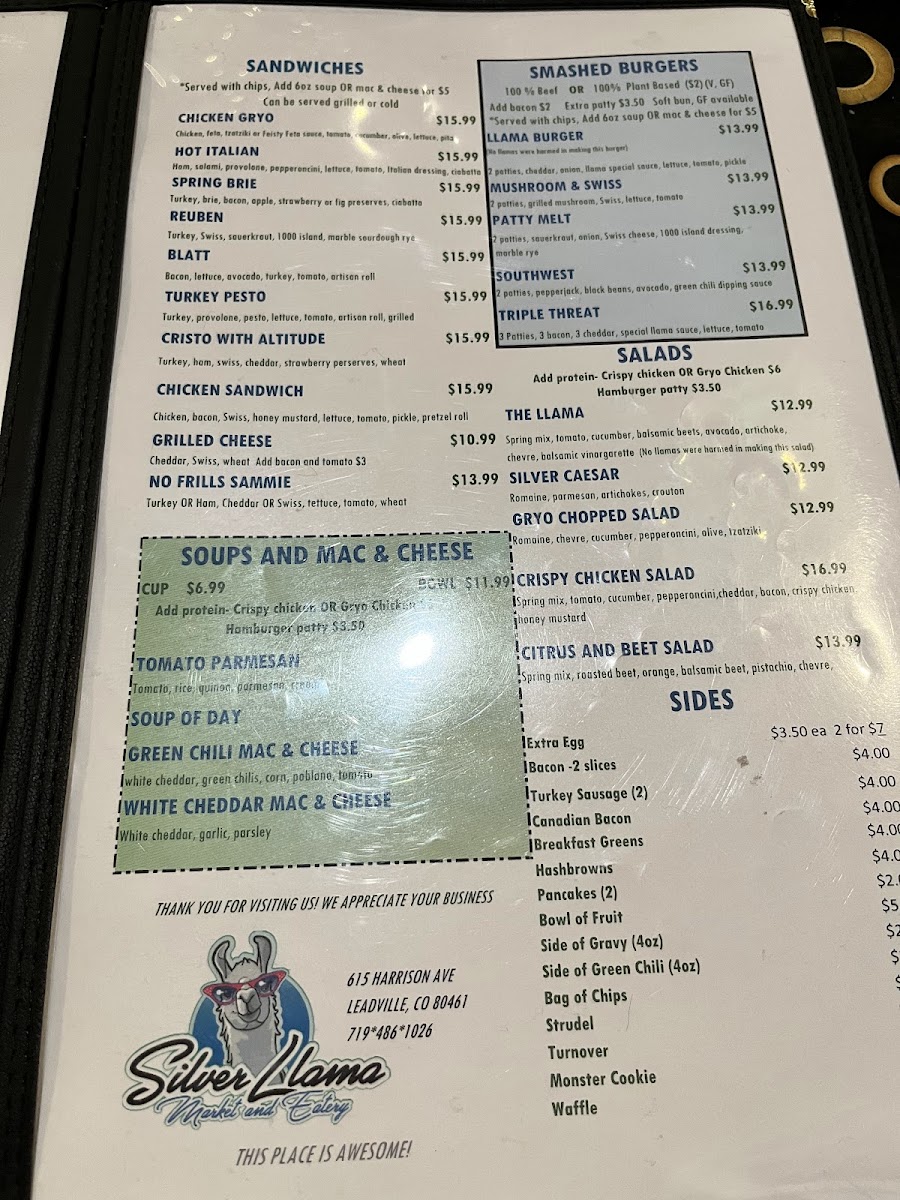 SANDWICHES
*Served with chips, Add 6oz soup OR mac & cheese for $5
Can be served grilled or cold
CHICKEN GRYO $15.99
Chicken, feta, tzatziki or Feisty Feta sauce, tomato, cucumber, olive, lettuce, pita
HOT ITALIAN $15.99
Ham, salami, provolone, pepperoncini, lettuce, tomato, Italian dressing, ciabatta
SPRING BRIE $15.99
Turkey, brie, bacon, apple, strawberry or fig preserves, ciabatta
REUBEN $15.99
Turkey, Swiss, sauerkraut, 1000 island, marble sourdough rye
BLATT $15.99
Bacon, lettuce, avocado, turkey, tomato, artisan roll
TURKEY PESTO $15.99
Turkey, provolone, pesto, lettuce, tomato, artisan roll, grilled
CRISTO WITH ALTITUDE $15.99
Turkey, ham, swiss, cheddar, strawberry perserves, wheat
CHICKEN SANDWICH $15.99
Chicken, bacon, Swiss, honey mustard, lettuce, tomato, pickle, pretzel roll
GRILLED CHEESE $10.99
Cheddar, Swiss, wheat Add bacon and tomato $3
NO FRILLS SAMMIE $13.99
Turkey OR Ham, Cheddar OR Swiss, lettuce, tomato, wheat
SOUPS AND MAC & CHEESE
CUP $6.99 BOWL $11.99
Add protein- Crispy chicken OR Gryo Chicken
Hamburger patty $3.50
TOMATO PARMESAN
Tomato, rice, quinoa, parmesan, cream
SOUP OF DAY
GREEN CHILI MAC & CHEESE
white cheddar, green chilis, corn, poblano, tomato
WHITE CHEDDAR MAC & CHEESE
White cheddar, garlic, parsley
THANK YOU FOR VISITING US! WE APPRECIATE YOUR BUSINESS
615 HARRISON AVE
LEADVILLE, CO 80461
719*486*1026
Silver Llama
Market and Eatery
THIS PLACE IS AWESOME!
SMASHED BURGERS
100 % Beef OR 100% Plant Based ($2) (V, GF)
Add bacon $2 Extra patty $3.50 Soft bun, GF available
*Served with chips, Add 6oz soup OR mac & cheese for $5
LLAMA BURGER $13.99
(No llamas were harmed in making this burger)
2 patties, cheddar, onion, llama special sauce, lettuce, tomato, pickle
MUSHROOM & SWISS $13.99
2 patties, grilled mushroom, Swiss, lettuce, tomato
PATTY MELT $13.99
2 patties, sauerkraut, onion, Swiss cheese, 1000 island dressing,
marble rye
SOUTHWEST $13.99
2 patties, pepperjack, black beans, avocado, green chili dipping sauce
TRIPLE THREAT $16.99
3 Patties, 3 bacon, 3 cheddar, special llama sauce, lettuce, tomato
SALADS
Add protein- Crispy chicken OR Gryo Chicken $6
Hamburger patty $3.50
THE LLAMA $12.99
Spring mix, tomato, cucumber, balsamic beets, avocado, artichoke,
chevre, balsamic vinargarette (No llamas were harmed in making this salad)
SILVER CAESAR $12.99
Romaine, parmesan, artichokes, crouton
GRYO CHOPPED SALAD $12.99
Romaine, chevre, cucumber, pepperoncini, olive, tzatziki
CRISPY CHICKEN SALAD $16.99
Spring mix, tomato, cucumber, pepperoncini,cheddar, bacon, crispy chicken,
honey mustard
CITRUS AND BEET SALAD $13.99
Spring mix, roasted beet, orange, balsamic beet, pistachio, chevre,
SIDES
Extra Egg $3.50 ea 2 for $7
Bacon -2 slices $4.00
Turkey Sausage (2) $4.00
Canadian Bacon $4.00
Breakfast Greens $4.0
Hashbrowns $4.0
Pancakes (2) $2.
Bowl of Fruit $5
Side of Gravy (4oz) $2
Side of Green Chili (4oz) $
Bag of Chips
Strudel
Turnover
Monster Cookie
Waffle